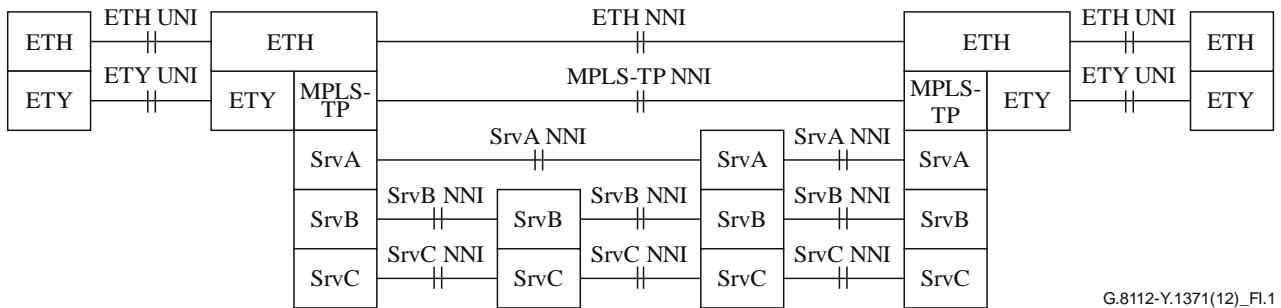 ETH UNI
ETH NNI
ETH UNI
ETH
ETH
ETH
ETH
ETY UNI
MPLS-TP NNI
ETY UNI
ETY
ETY
MPLS-
TP
MPLS-
TP
ETY
ETY
SrvA NNI
SrvA NNI
SrvA
SrvA
SrvA
SrvB NNI
SrvB NNI
SrvB NNI
SrvB
SrvB
SrvB
SrvB
SrvC NNI
SrvC NNI
SrvC NNI
SrvC
SrvC
SrvC
SrvC
G.8112-Y.1371(12)_FI.1